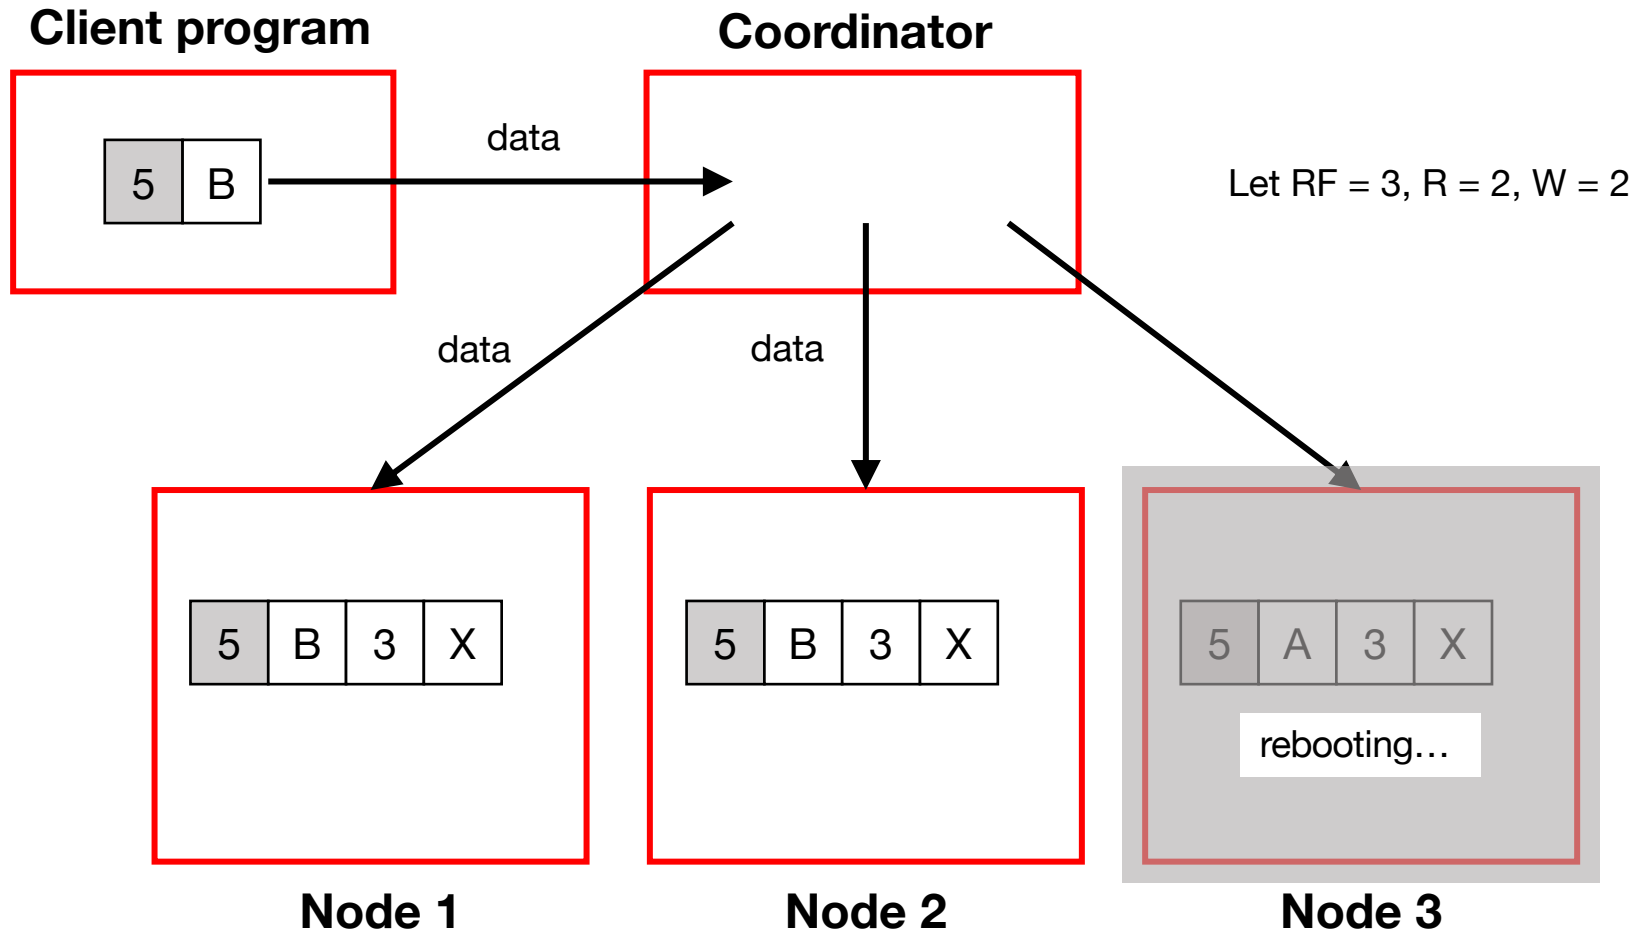 Client program
Coordinator
data
5 B
Let RF = 3, R = 2, W = 2
data
data
5 B 3 X
5 B 3 X
5 A 3 X
rebooting…
Node 1
Node 2
Node 3